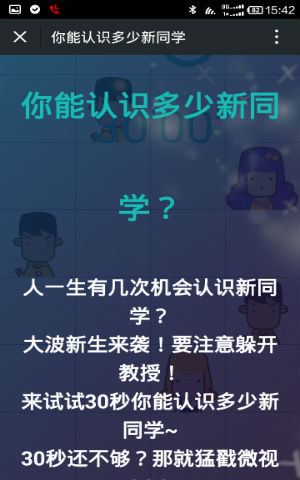 15:42
你能认识多少新同学
你能认识多少新同
30 00
学？
人一生有几次机会认识新同
学？
大波新生来袭！要注意躲开
教授！
来试试30秒你能认识多少新
同学~
30秒还不够？那就猛戳微视